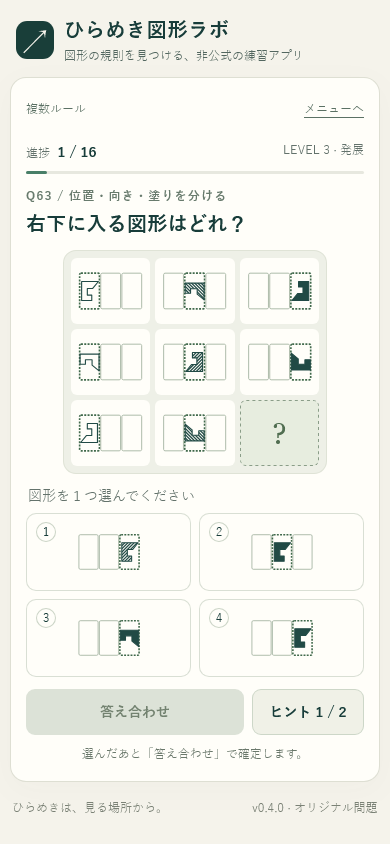 ひらめき図形ラボ
図形の規則を見つける、非公式の練習アプリ
複数ルール
メニューへ
進捗 1 / 16
LEVEL 3 · 発展
Q63 / 位置・向き・塗りを分ける
右下に入る図形はどれ？
?
図形を1つ選んでください
1
2
3
4
答え合わせ
ヒント 1 / 2
選んだあと「答え合わせ」で確定します。
ひらめきは、見る場所から。
v0.4.0 · オリジナル問題